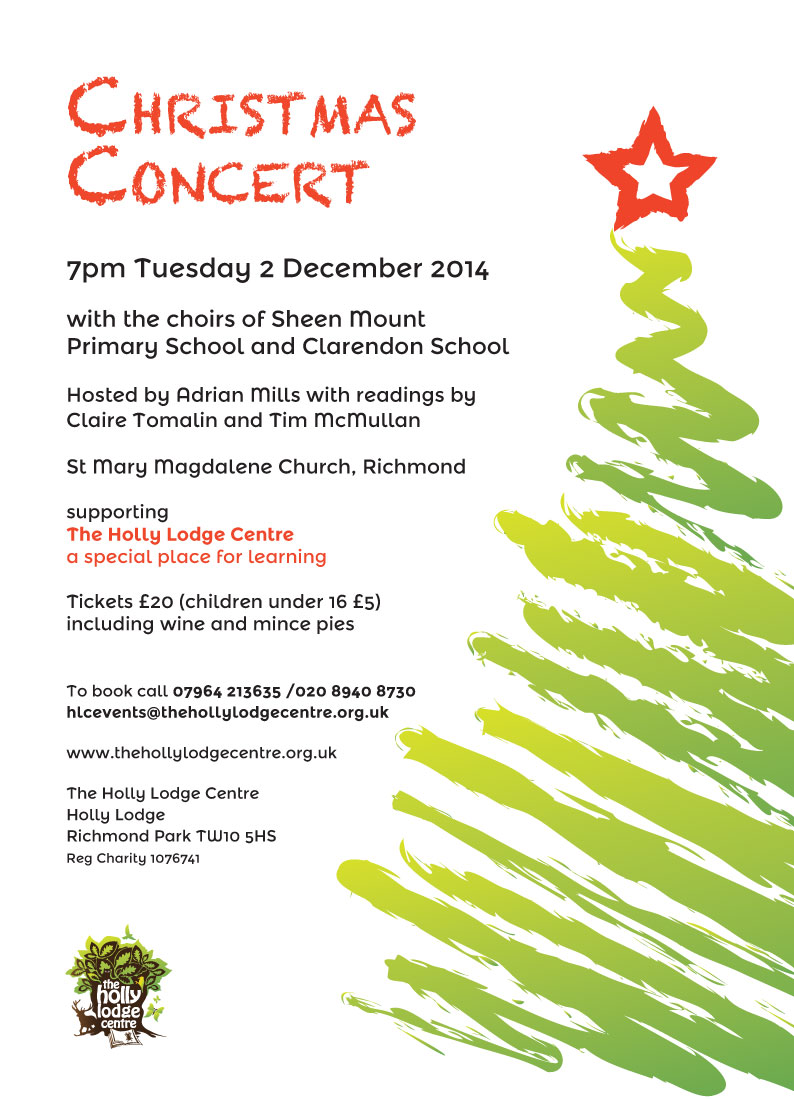 Christmas
Concert
7pm Tuesday 2 December 2014
with the choirs of Sheen Mount
Primary School and Clarendon School
Hosted by Adrian Mills with readings by
Claire Tomalin and Tim McMullan
St Mary Magdalene Church, Richmond
supporting
The Holly Lodge Centre
a special place for learning
Tickets £20 (children under 16 £5)
including wine and mince pies
To book call 07964 213635 /020 8940 8730
hlcevents@thehollylodgecentre.org.uk
www.thehollylodgecentre.org.uk
The Holly Lodge Centre
Holly Lodge
Richmond Park TW10 5HS
Reg Charity 1076741
the
holly
lodge
centre